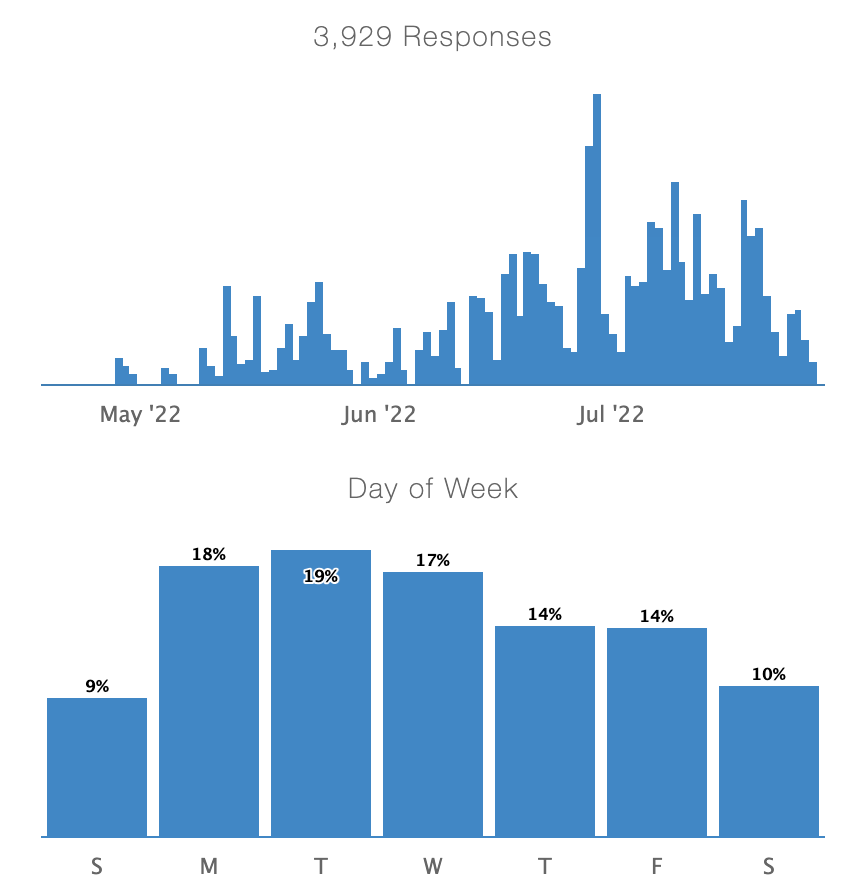 3,929 Responses
May '22 Jun '22 Jul '22
Day of Week
9% 18% 19% 17% 14% 14% 10%
S M T W T F S